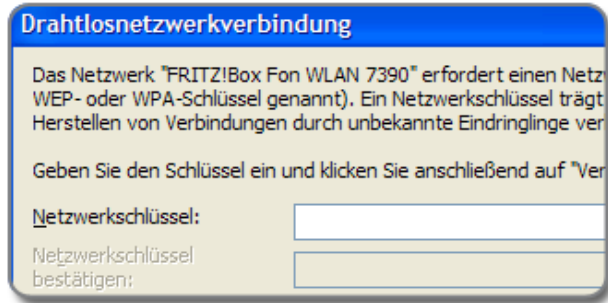 Drahtlosnetzwerkverbindung
Das Netzwerk "FRITZ!Box Fon WLAN 7390" erfordert einen Netz
WEP- oder WPA-Schlüssel genannt). Ein Netzwerkschlüssel trägt
Herstellen von Verbindungen durch unbekannte Eindringlinge ver
Geben Sie den Schlüssel ein und klicken Sie anschließend auf "Ver
Netzwerkschlüssel:
Netzwerkschlüssel
bestätigen: